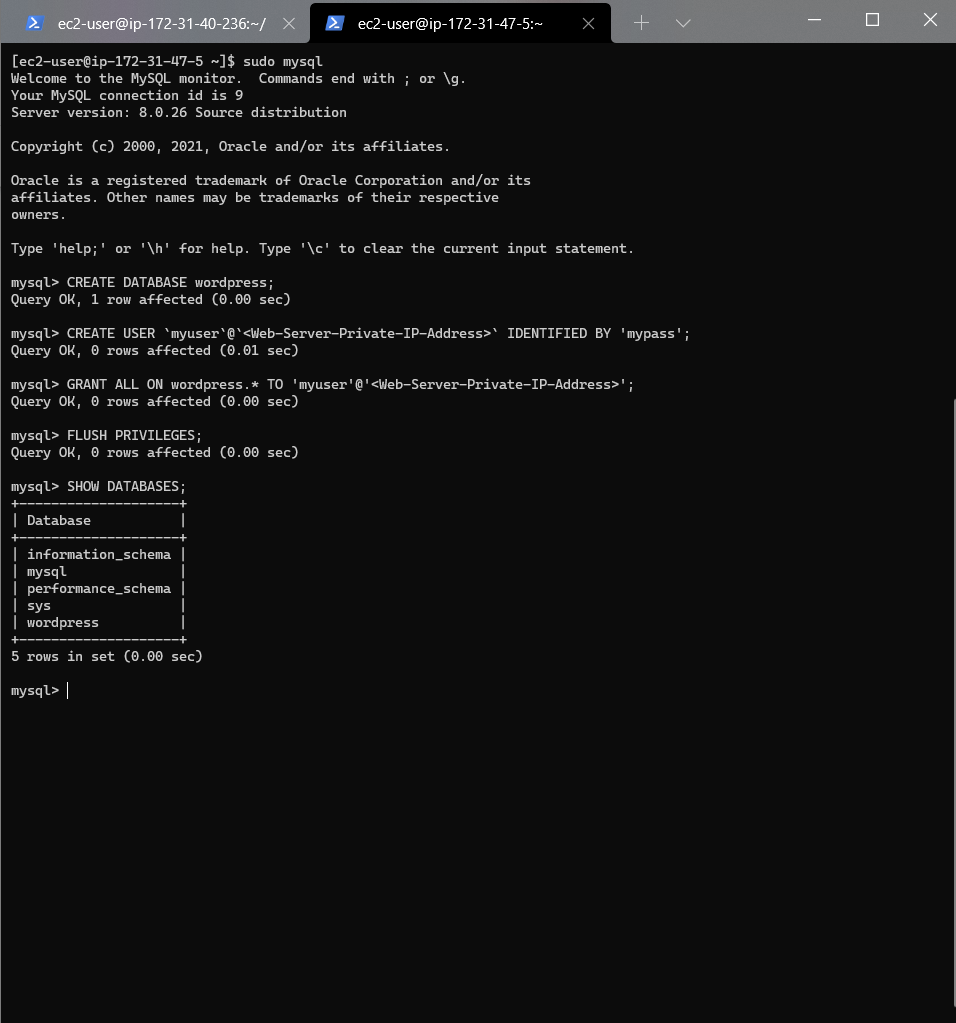 ec2-user@ip-172-31-40-236:~/
ec2-user@ip-172-31-47-5:~
[ec2-user@ip-172-31-47-5 ~]$ sudo mysql
Welcome to the MySQL monitor.  Commands end with ; or \g.
Your MySQL connection id is 9
Server version: 8.0.26 Source distribution
Copyright (c) 2000, 2021, Oracle and/or its affiliates.
Oracle is a registered trademark of Oracle Corporation and/or its
affiliates. Other names may be trademarks of their respective
owners.
Type 'help;' or '\h' for help. Type '\c' to clear the current input statement.
mysql> CREATE DATABASE wordpress;
Query OK, 1 row affected (0.00 sec)
mysql> CREATE USER `myuser`@`<Web-Server-Private-IP-Address>` IDENTIFIED BY 'mypass';
Query OK, 0 rows affected (0.01 sec)
mysql> GRANT ALL ON wordpress.* TO 'myuser'@'<Web-Server-Private-IP-Address>';
Query OK, 0 rows affected (0.00 sec)
mysql> FLUSH PRIVILEGES;
Query OK, 0 rows affected (0.00 sec)
mysql> SHOW DATABASES;
+--------------------+
| Database           |
+--------------------+
| information_schema |
| mysql              |
| performance_schema |
| sys                |
| wordpress          |
+--------------------+
5 rows in set (0.00 sec)
mysql>